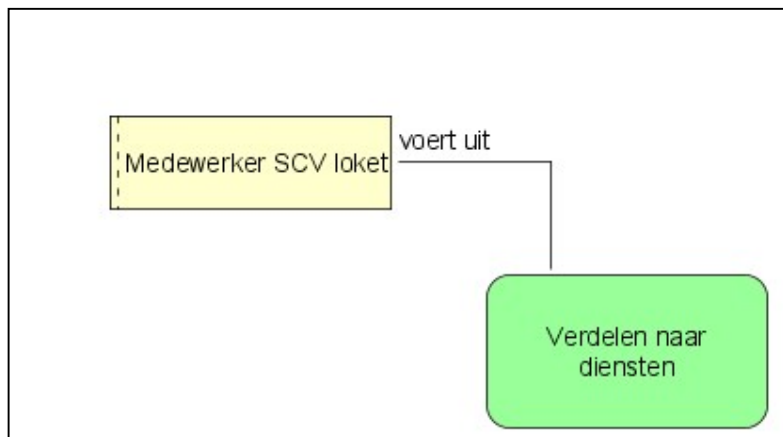 voert uit
Medewerker SCV loket
Verdelen naar
diensten